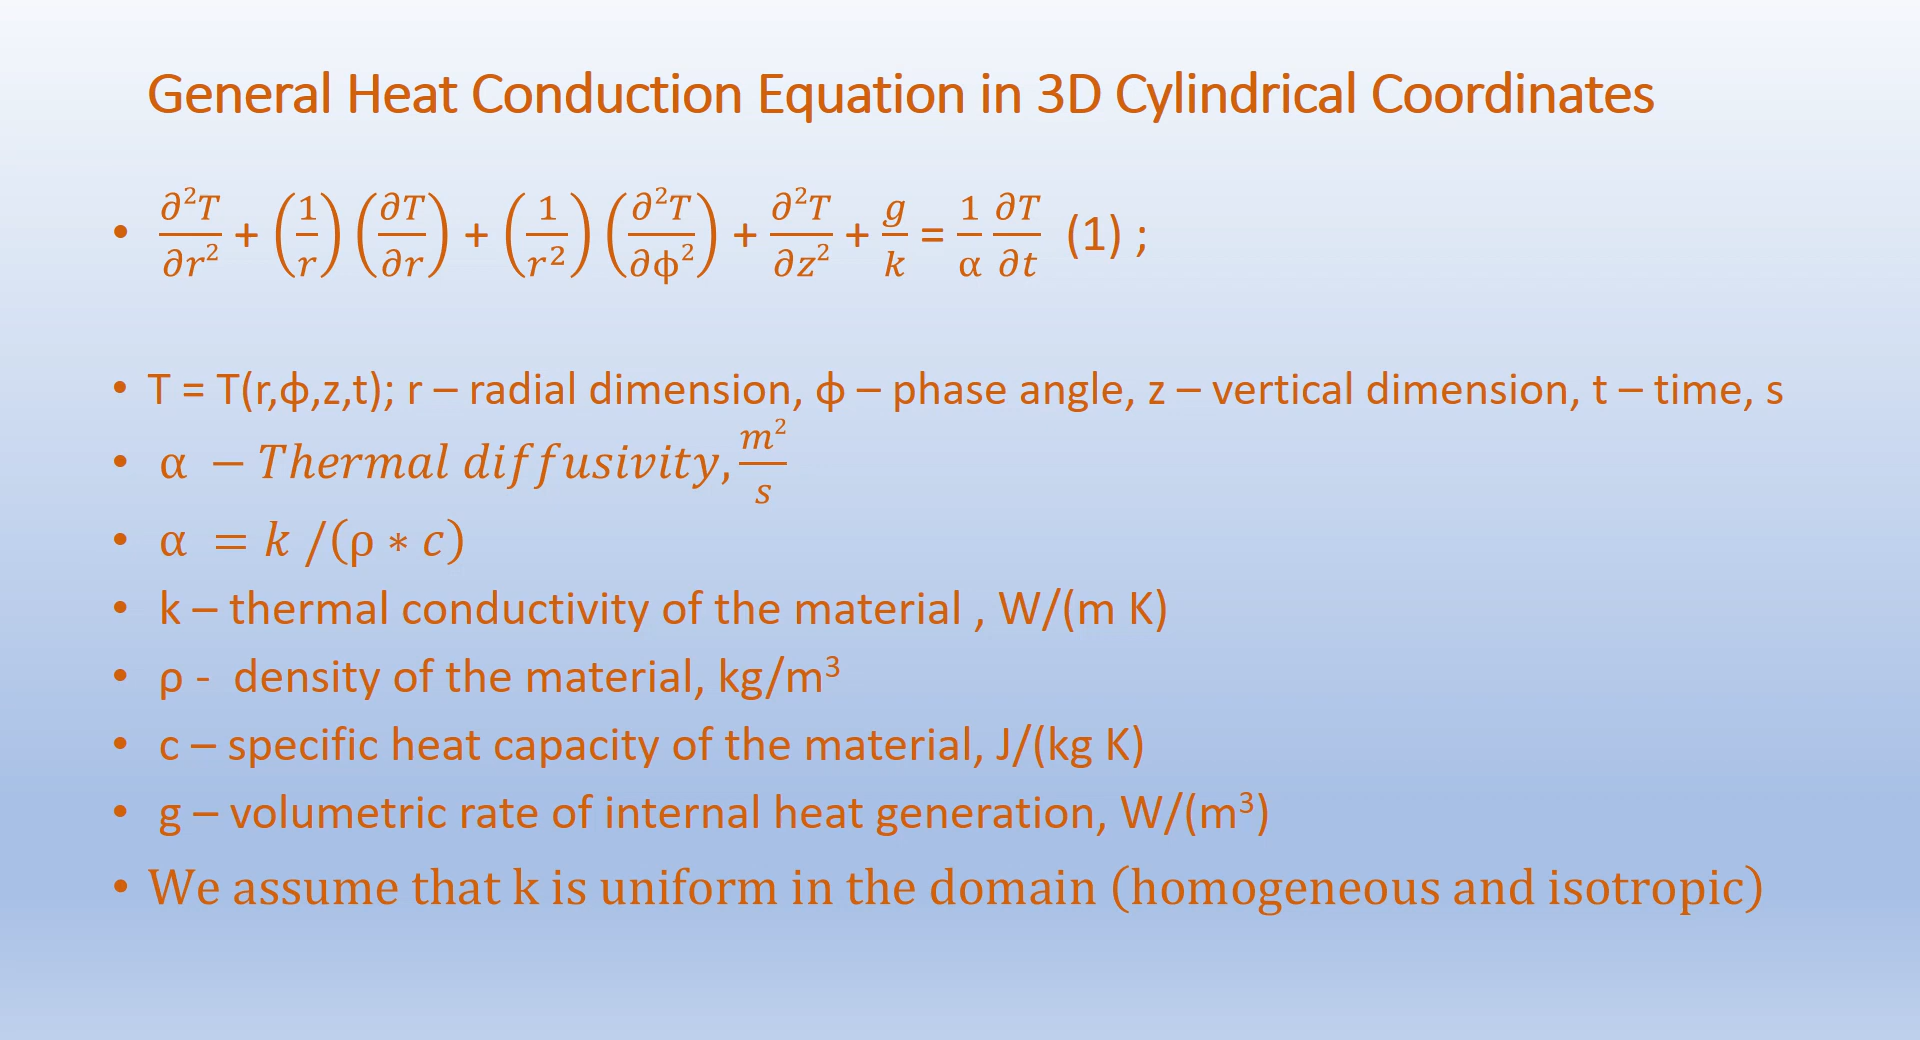 General Heat Conduction Equation in 3D Cylindrical Coordinates
• ∂²T/∂r² + (1/r) (∂T/∂r) + (1/r²) (∂²T/∂ϕ²) + ∂²T/∂z² + g/k = 1/α ∂T/∂t (1) ;
• T = T(r,ϕ,z,t); r – radial dimension, ϕ – phase angle, z – vertical dimension, t – time, s
• α − Thermal diffusivity, m²/s
• α = k /(ρ ∗ c)
• k – thermal conductivity of the material , W/(m K)
• ρ - density of the material, kg/m³
• c – specific heat capacity of the material, J/(kg K)
• g – volumetric rate of internal heat generation, W/(m³)
• We assume that k is uniform in the domain (homogeneous and isotropic)